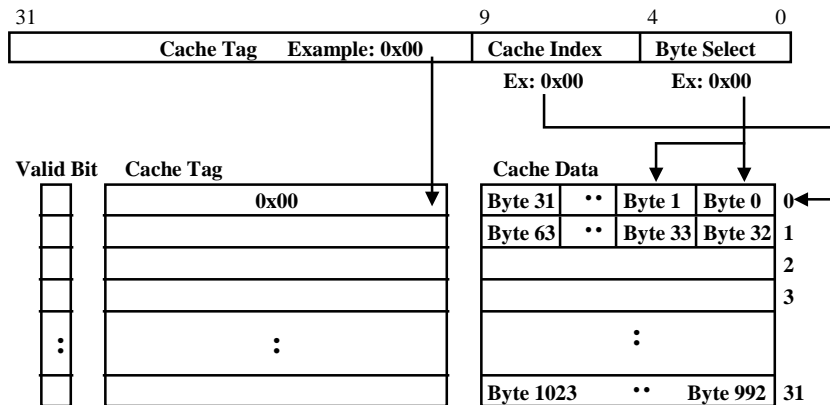 31 9 4 0
Cache Tag Example: 0x00 Cache Index Byte Select
Ex: 0x00 Ex: 0x00
Valid Bit Cache Tag Cache Data
0x00 Byte 31 •• Byte 1 Byte 0 0
Byte 63 •• Byte 33 Byte 32 1
2
3
: : :
Byte 1023 •• Byte 992 31